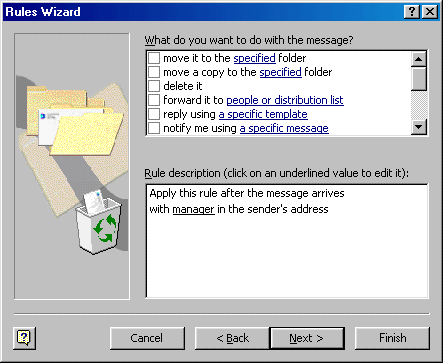 Rules Wizard
What do you want to do with the message?
move it to the specified folder
move a copy to the specified folder
delete it
forward it to people or distribution list
reply using a specific template
notify me using a specific message
Rule description (click on an underlined value to edit it):
Apply this rule after the message arrives
with manager in the sender's address
Cancel
< Back
Next >
Finish